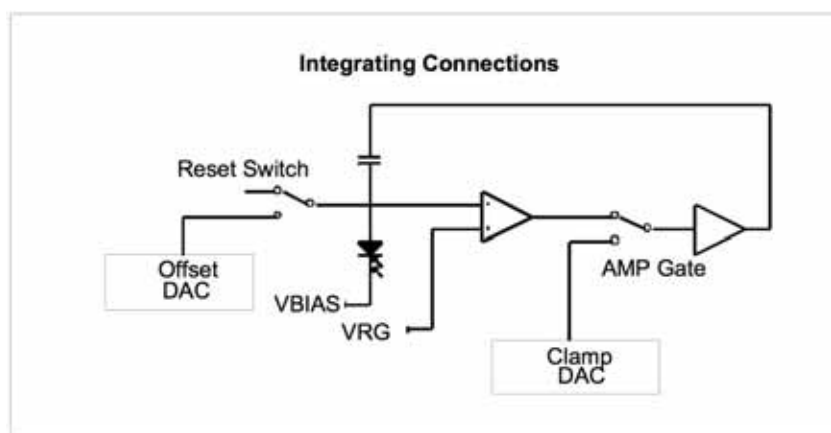 Integrating Connections
Reset Switch
Offset
DAC
VBIAS
VRG
AMP Gate
Clamp
DAC